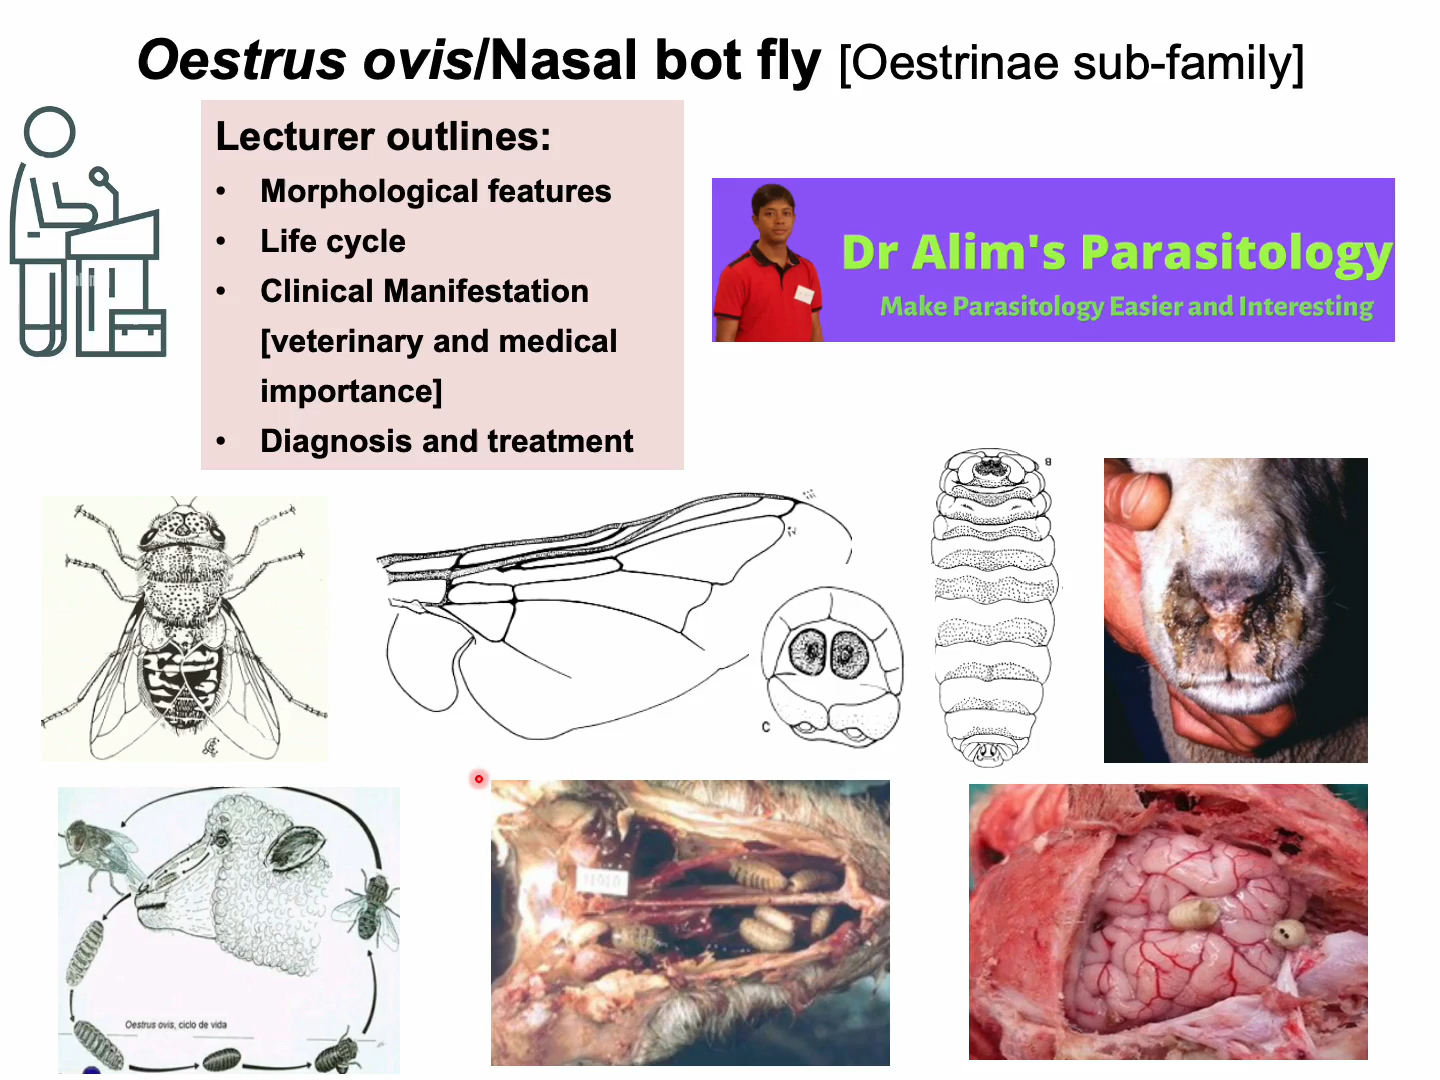 Oestrus ovis/Nasal bot fly [Oestrinae sub-family]
Lecturer outlines:
• Morphological features
• Life cycle
• Clinical Manifestation
[veterinary and medical
importance]
• Diagnosis and treatment
Dr Alim's Parasitology
Make Parasitology Easier and Interesting
B
C
Oestrus ovis, ciclo de vida